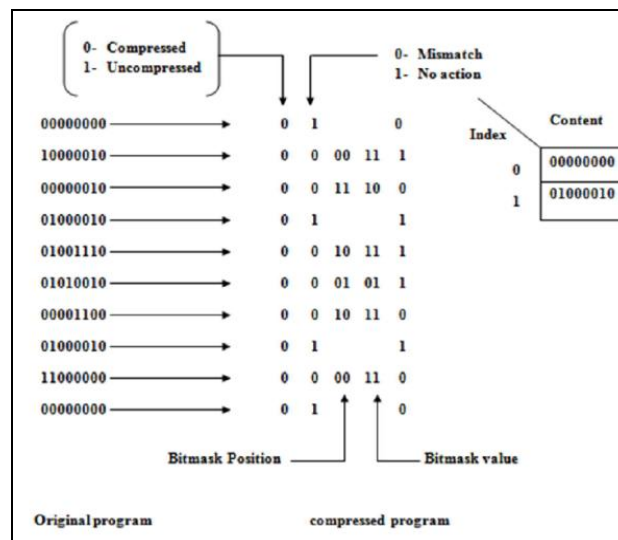 0- Compressed
1- Uncompressed
0- Mismatch
1- No action
Index
Content
0 00000000
1 01000010
00000000 0 1 0
10000010 0 0 00 11 1
00000010 0 0 11 10 0
01000010 0 1 1
01001110 0 0 10 11 1
01010010 0 0 01 01 1
00001100 0 0 10 11 0
01000010 0 1 1
11000000 0 0 00 11 0
00000000 0 1 0
Bitmask Position
Bitmask value
Original program
compressed program